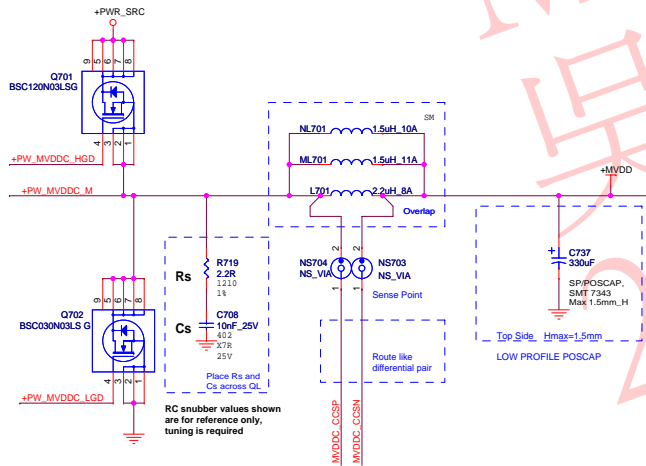 +PWR_SRC
9 5 6 7 8
Q701
BSC120N03LSG
4 3 2 1
+PW_MVDDC_HGD
+PW_MVDDC_M
SM
NL701 1.5uH_10A
ML701 1.5uH_11A
L701 2.2uH_8A
Overlap
+MVDD
Rs
R719
2.2R
1210
1%
Cs
C708
10nF_25V
402
X7R
25V
Place Rs and
Cs across QL
RC snubber values shown
are for reference only,
tuning is required
9 5 6 7 8
Q702
BSC030N03LS G
4 3 2 1
+PW_MVDDC_LGD
2 2
NS704 NS703
NS_VIA NS_VIA
1 1
Sense Point
Route like
differential pair
MVDDC_CCSP
MVDDC_CCSN
+
C737
330uF
SP/POSCAP,
SMT 7343
Max 1.5mm_H
Top Side Hmax=1.5mm
LOW PROFILE POSCAP